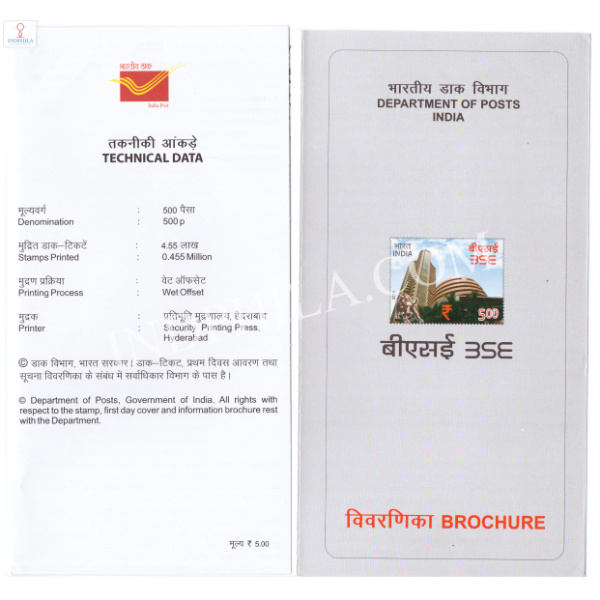 INDIPHILA
भारतीय डाक
India Post
तकनीकी आंकड़े
TECHNICAL DATA
मूल्यवर्ग : 500 पैसा
Denomination : 500 p
मुद्रित डाक–टिकटें : 4.55 लाख
Stamps Printed : 0.455 Million
मुद्रण प्रक्रिया : वेट ऑफसेट
Printing Process : Wet Offset
मुद्रक : प्रतिभूति मुद्रणालय, हैदराबाद
Printer : Security Printing Press,
Hyderabad
© डाक विभाग, भारत सरकार। डाक–टिकट, प्रथम दिवस आवरण तथा
सूचना विवरणिका के संबंध में सर्वाधिकार विभाग के पास है।
© Department of Posts, Government of India. All rights with
respect to the stamp, first day cover and information brochure rest
with the Department.
मूल्य ₹ 5.00
भारतीय डाक विभाग
DEPARTMENT OF POSTS
INDIA
भारत
INDIA
बीएसई
BSE
₹ 5.00
बीएसई BSE
विवरणिका BROCHURE
INDIPHILA.COM